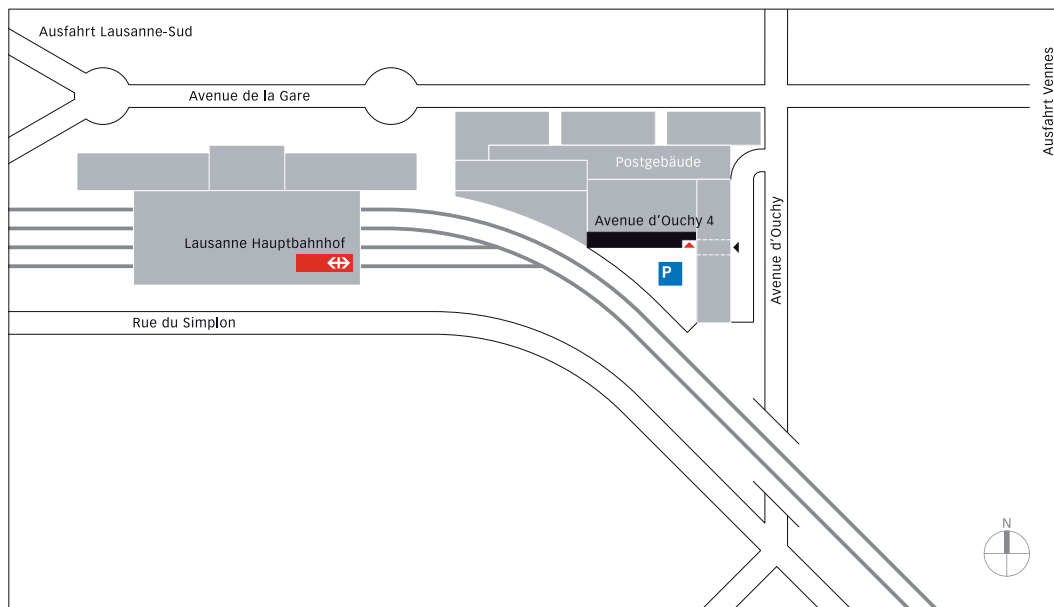 Ausfahrt Lausanne-Sud
Avenue de la Gare
Ausfahrt Vennes
Postgebäude
Avenue d'Ouchy 4
Lausanne Hauptbahnhof
P
Avenue d'Ouchy
Rue du Simplon
N